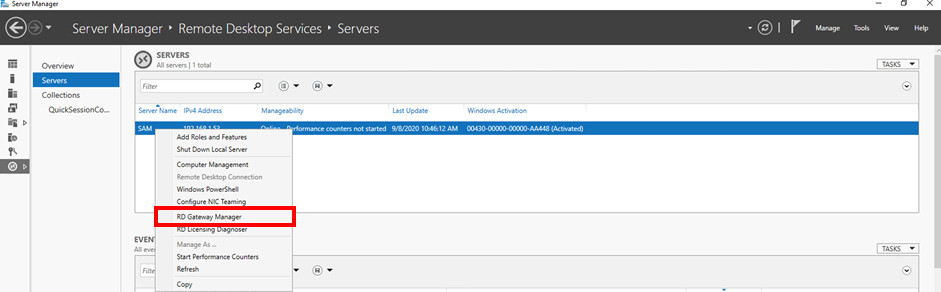 Server Manager
Server Manager ▸ Remote Desktop Services ▸ Servers
Manage Tools View Help
Overview
Servers
Collections
QuickSessionCo...
SERVERS
All servers | 1 total
TASKS
Filter
Server Name IPv4 Address Manageability Last Update Windows Activation
SAM 192.168.1.53 Online - Performance counters not started 9/8/2020 10:46:12 AM 00430-00000-00000-AA448 (Activated)
Add Roles and Features
Shut Down Local Server
Computer Management
Remote Desktop Connection
Windows PowerShell
Configure NIC Teaming
RD Gateway Manager
RD Licensing Diagnoser
Manage As ...
Start Performance Counters
Refresh
Copy
EVEN
All eve
TASKS
Filter